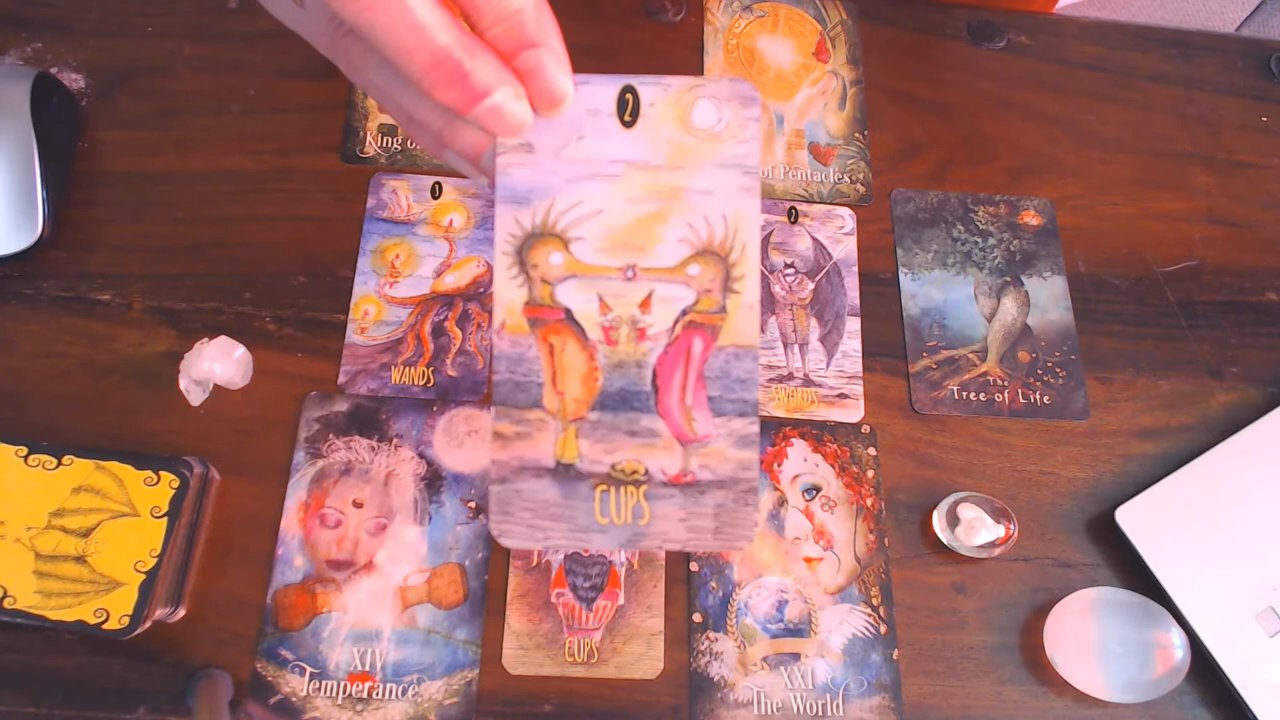 2
King of
of Pentacles
3
2
WANDS
SWORDS
The
Tree of Life
CUPS
CUPS
XIV
Temperance
XXI
The World